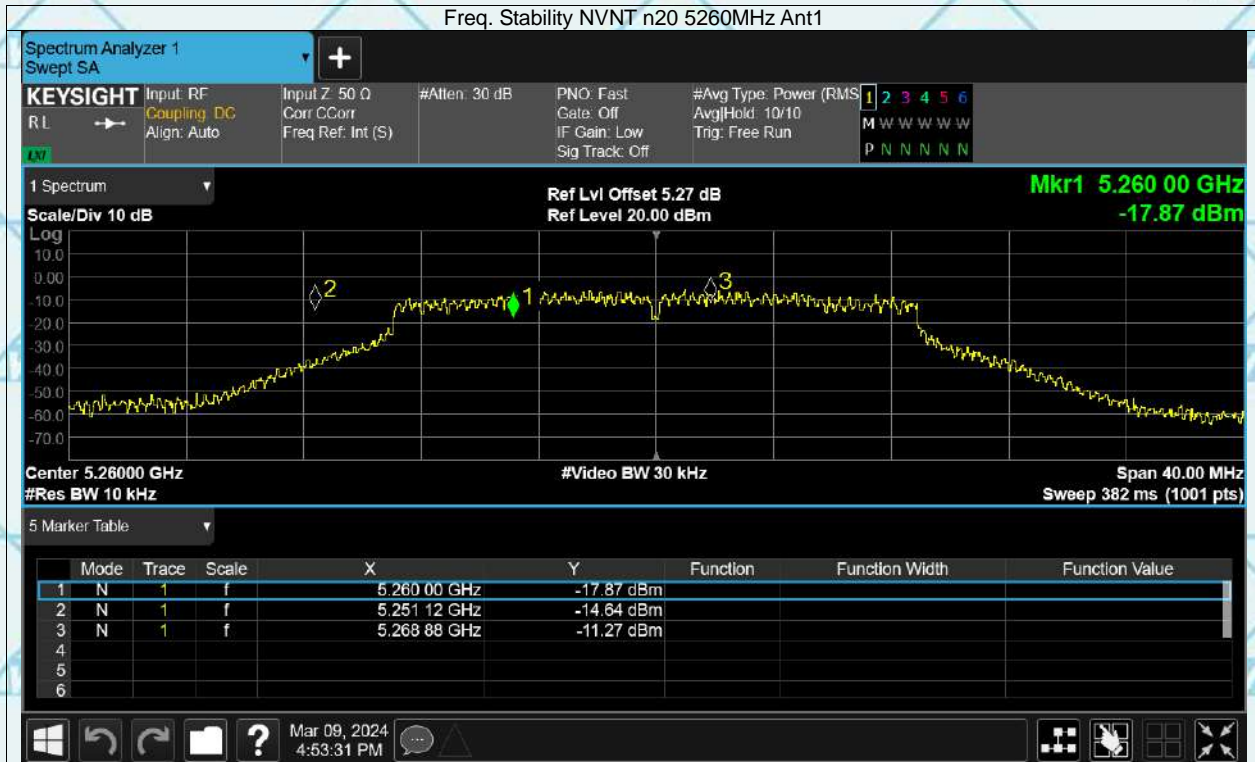 Freq. Stability NVNT n20 5260MHz Ant1
Spectrum Analyzer 1
Swept SA
KEYSIGHT
RL
LXI
Input: RF
Coupling: DC
Align: Auto
Input Z: 50 Ω
Corr CCorr
Freq Ref: Int (S)
#Atten: 30 dB
PNO: Fast
Gate: Off
IF Gain: Low
Sig Track: Off
#Avg Type: Power (RMS
Avg|Hold: 10/10
Trig: Free Run
1 2 3 4 5 6
M W W W W W
P N N N N N
1 Spectrum
Scale/Div 10 dB
Ref Lvl Offset 5.27 dB
Ref Level 20.00 dBm
Mkr1 5.260 00 GHz
-17.87 dBm
Log
10.0
0.00
-10.0
-20.0
-30.0
-40.0
-50.0
-60.0
-70.0
2
1
3
Center 5.26000 GHz
#Video BW 30 kHz
Span 40.00 MHz
#Res BW 10 kHz
Sweep 382 ms (1001 pts)
5 Marker Table
Mode Trace Scale X Y Function Function Width Function Value
1 N 1 f 5.260 00 GHz -17.87 dBm
2 N 1 f 5.251 12 GHz -14.64 dBm
3 N 1 f 5.268 88 GHz -11.27 dBm
4
5
6
?
Mar 09, 2024
4:53:31 PM